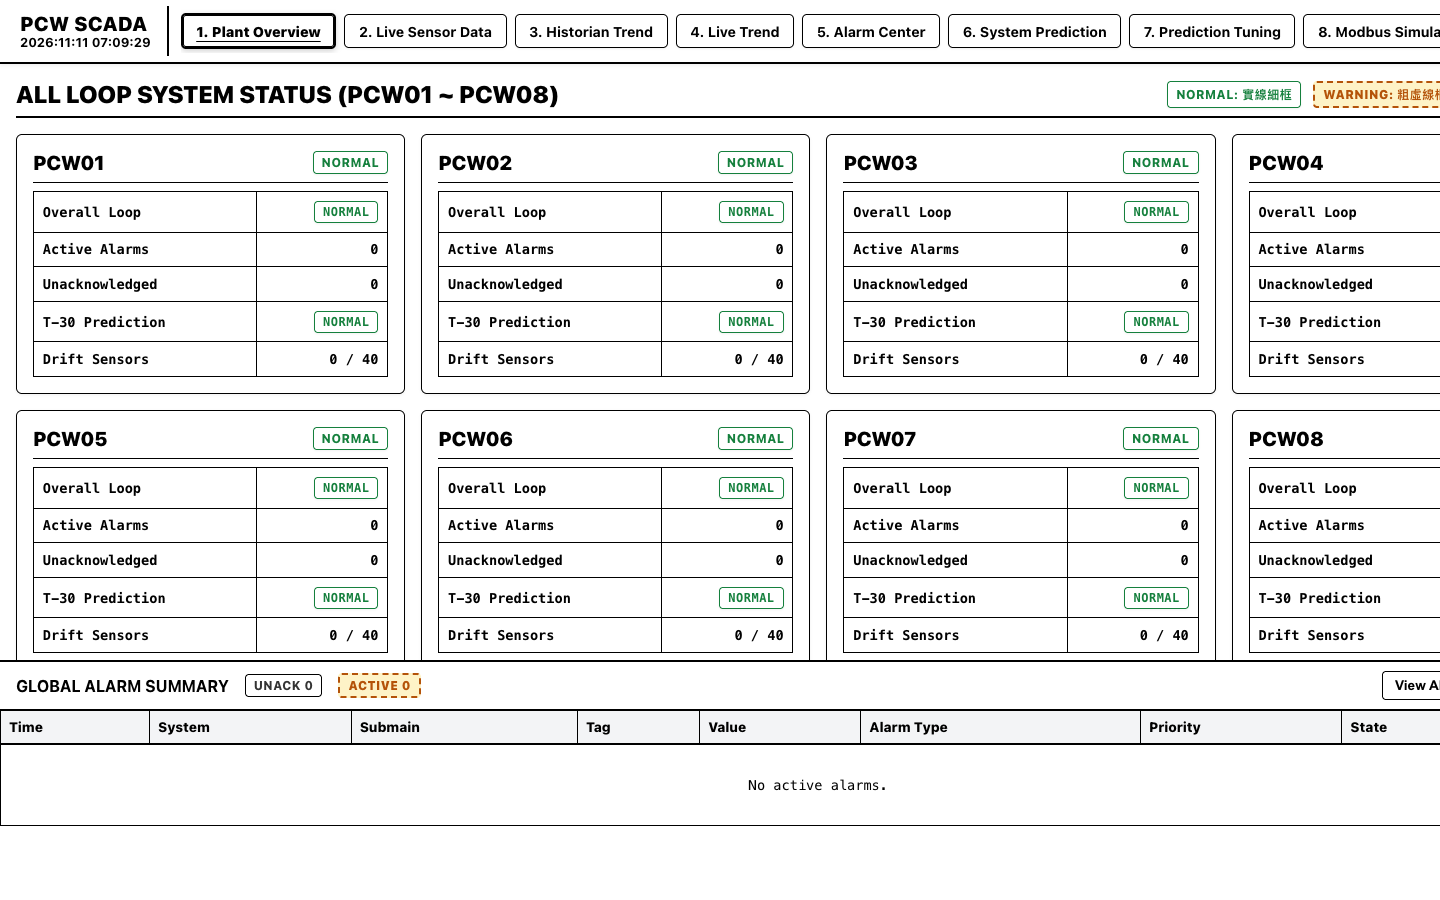 PCW SCADA
2026:11:11 07:09:29
1. Plant Overview
2. Live Sensor Data
3. Historian Trend
4. Live Trend
5. Alarm Center
6. System Prediction
7. Prediction Tuning
8. Modbus
ALL LOOP SYSTEM STATUS (PCW01 ~ PCW08)
NORMAL: 實線細框
WARNING: 粗虛線
PCW01 NORMAL
Overall Loop NORMAL
Active Alarms 0
Unacknowledged 0
T-30 Prediction NORMAL
Drift Sensors 0 / 40
PCW02 NORMAL
Overall Loop NORMAL
Active Alarms 0
Unacknowledged 0
T-30 Prediction NORMAL
Drift Sensors 0 / 40
PCW03 NORMAL
Overall Loop NORMAL
Active Alarms 0
Unacknowledged 0
T-30 Prediction NORMAL
Drift Sensors 0 / 40
PCW04
Overall Loop
Active Alarms
Unacknowledged
T-30 Prediction
Drift Sensors
PCW05 NORMAL
Overall Loop NORMAL
Active Alarms 0
Unacknowledged 0
T-30 Prediction NORMAL
Drift Sensors 0 / 40
PCW06 NORMAL
Overall Loop NORMAL
Active Alarms 0
Unacknowledged 0
T-30 Prediction NORMAL
Drift Sensors 0 / 40
PCW07 NORMAL
Overall Loop NORMAL
Active Alarms 0
Unacknowledged 0
T-30 Prediction NORMAL
Drift Sensors 0 / 40
PCW08
Overall Loop
Active Alarms
Unacknowledged
T-30 Prediction
Drift Sensors
GLOBAL ALARM SUMMARY UNACK 0 ACTIVE 0 View
Time System Submain Tag Value Alarm Type Priority State
No active alarms.